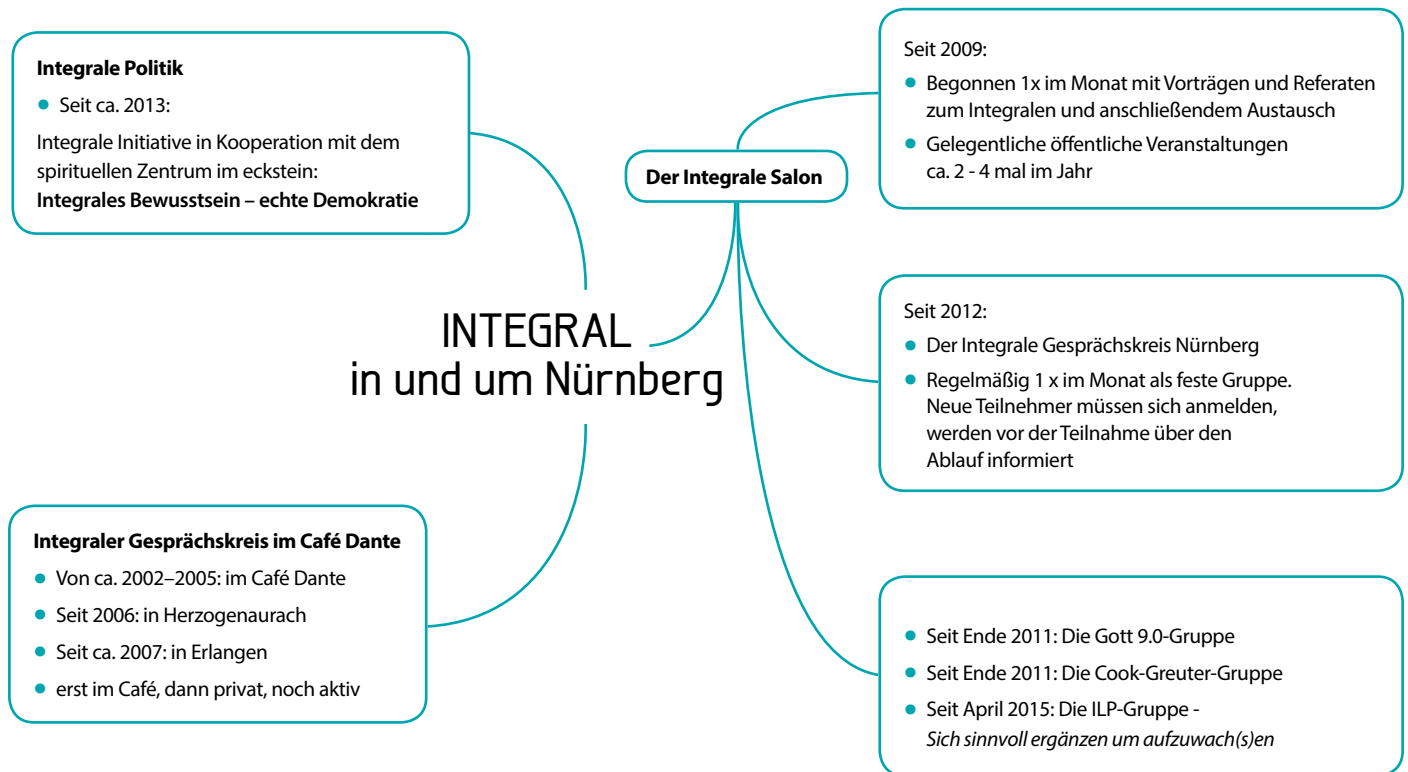 Integrale Politik
● Seit ca. 2013:
Integrale Initiative in Kooperation mit dem
spirituellen Zentrum im eckstein:
Integrales Bewusstsein – echte Demokratie
INTEGRAL
in und um Nürnberg
Integraler Gesprächskreis im Café Dante
● Von ca. 2002–2005: im Café Dante
● Seit 2006: in Herzogenaurach
● Seit ca. 2007: in Erlangen
● erst im Café, dann privat, noch aktiv
Der Integrale Salon
Seit 2009:
● Begonnen 1x im Monat mit Vorträgen und Referaten
zum Integralen und anschließendem Austausch
● Gelegentliche öffentliche Veranstaltungen
ca. 2 - 4 mal im Jahr
Seit 2012:
● Der Integrale Gesprächskreis Nürnberg
● Regelmäßig 1 x im Monat als feste Gruppe.
Neue Teilnehmer müssen sich anmelden,
werden vor der Teilnahme über den
Ablauf informiert
● Seit Ende 2011: Die Gott 9.0-Gruppe
● Seit Ende 2011: Die Cook-Greuter-Gruppe
● Seit April 2015: Die ILP-Gruppe -
Sich sinnvoll ergänzen um aufzuwach(s)en